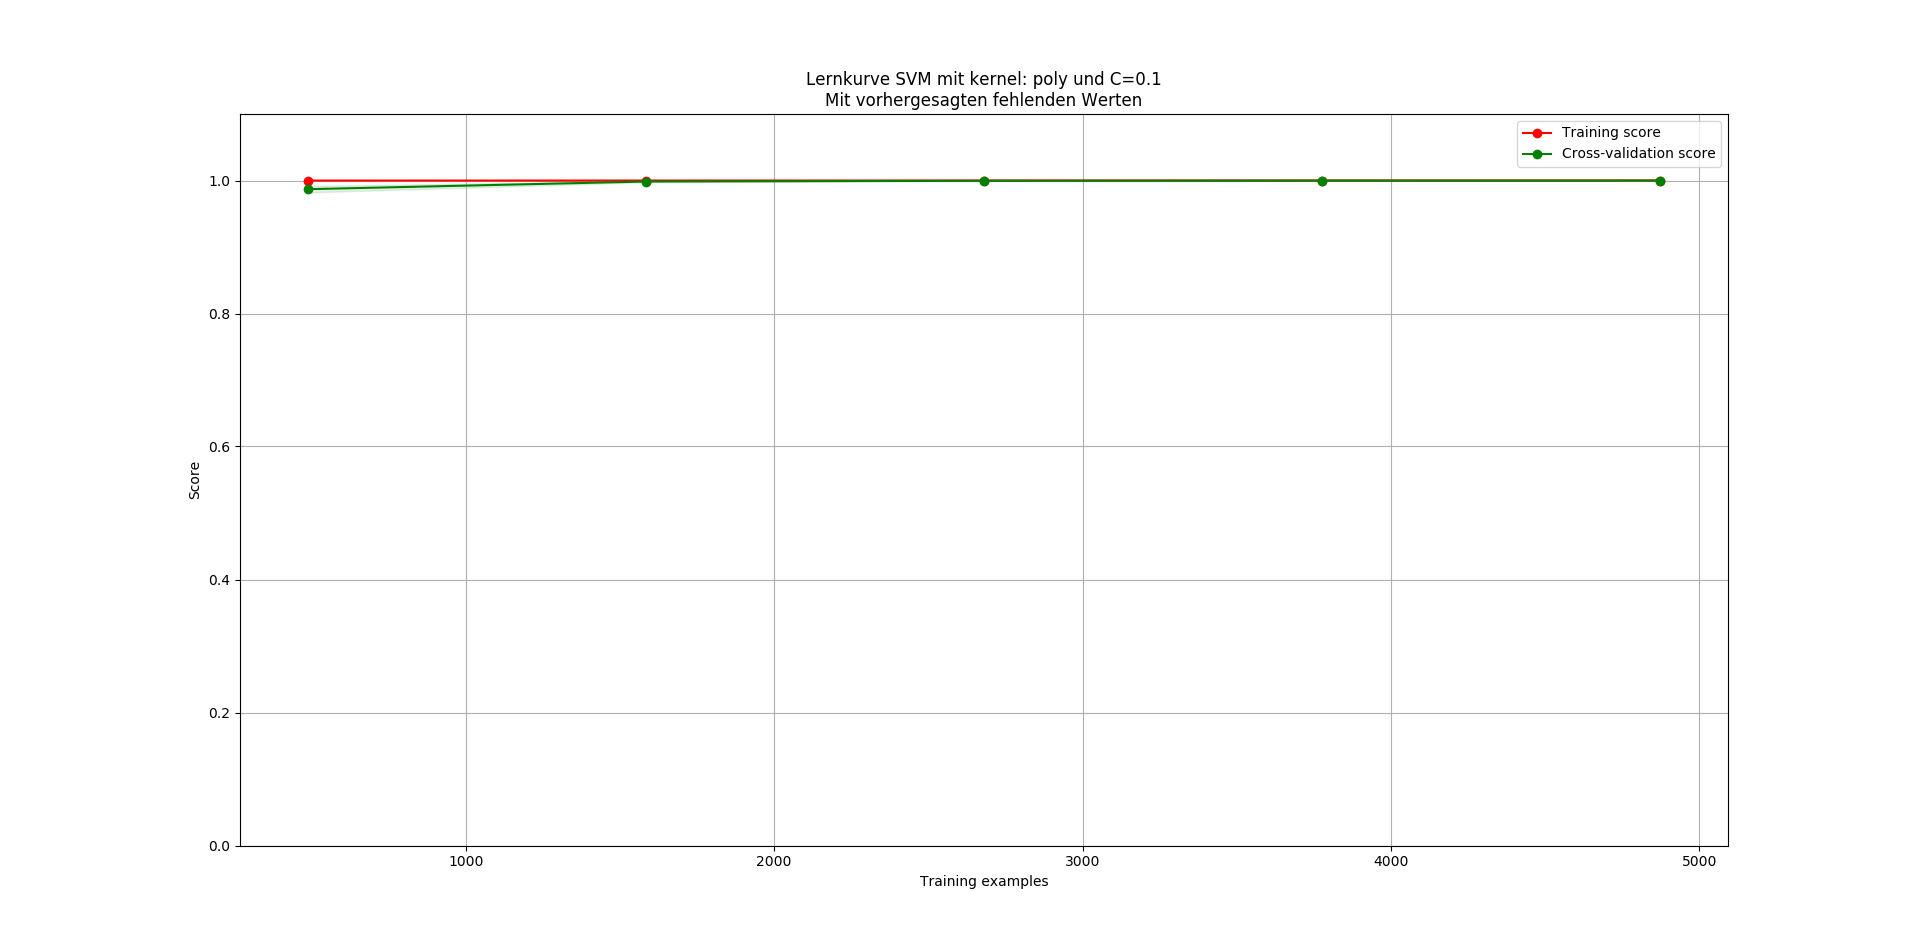 Lernkurve SVM mit kernel: poly und C=0.1
Mit vorhergesagten fehlenden Werten
Training score
Cross-validation score
1.0
0.8
0.6
0.4
0.2
0.0
Score
1000 2000 3000 4000 5000
Training examples